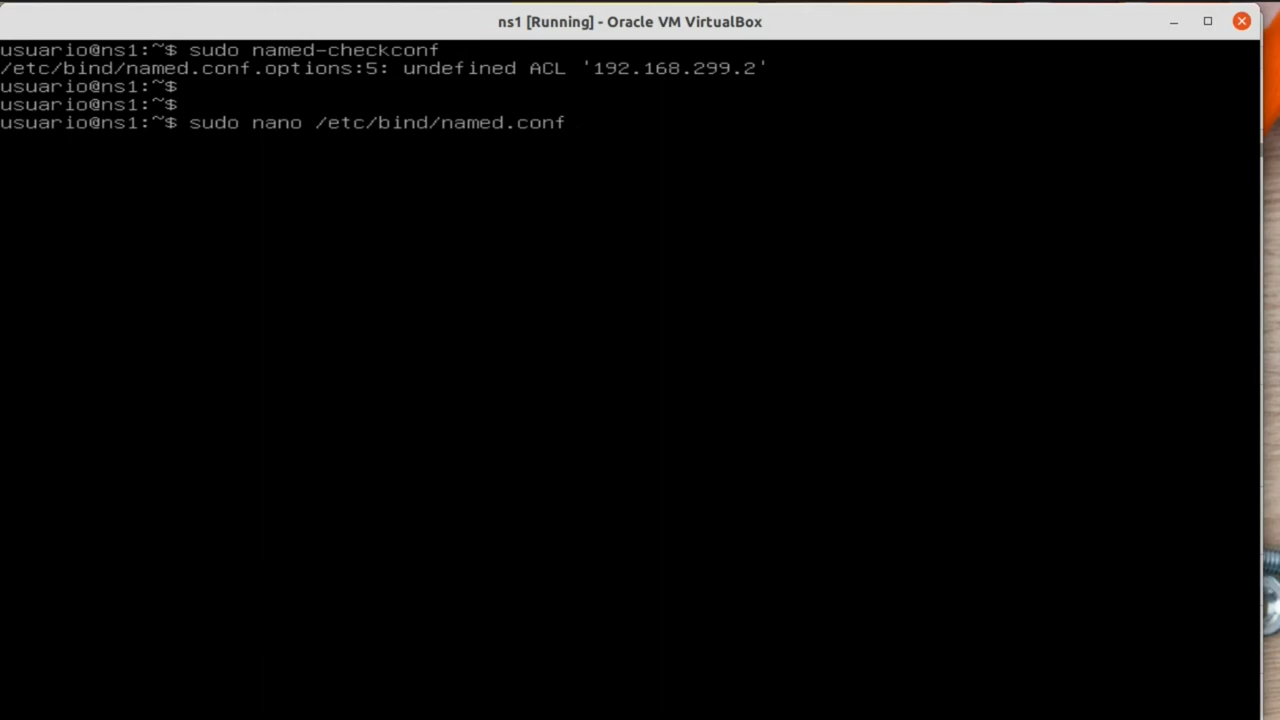 ns1 [Running] - Oracle VM VirtualBox
usuario@ns1:~$ sudo named-checkconf
/etc/bind/named.conf.options:5: undefined ACL '192.168.299.2'
usuario@ns1:~$
usuario@ns1:~$
usuario@ns1:~$ sudo nano /etc/bind/named.conf